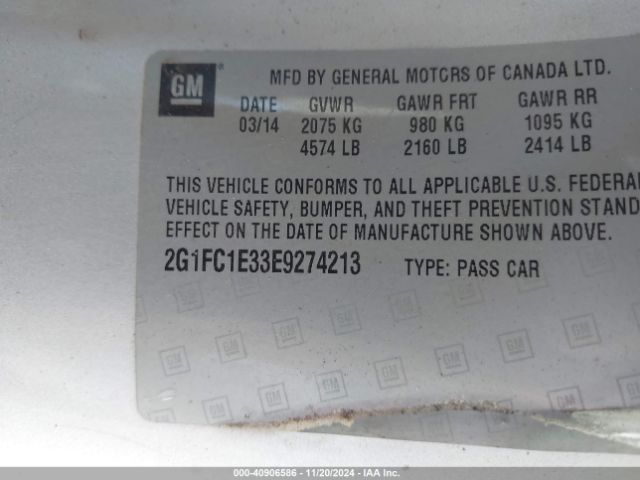 GM
MFD BY GENERAL MOTORS OF CANADA LTD.
DATE GVWR GAWR FRT GAWR RR
03/14 2075 KG 980 KG 1095 KG
4574 LB 2160 LB 2414 LB
THIS VEHICLE CONFORMS TO ALL APPLICABLE U.S. FEDERAL
VEHICLE SAFETY, BUMPER, AND THEFT PREVENTION STAND
EFFECT ON THE DATE OF MANUFACTURE SHOWN ABOVE.
2G1FC1E33E9274213 TYPE: PASS CAR
000-40906586 - 11/20/2024 - IAA Inc.